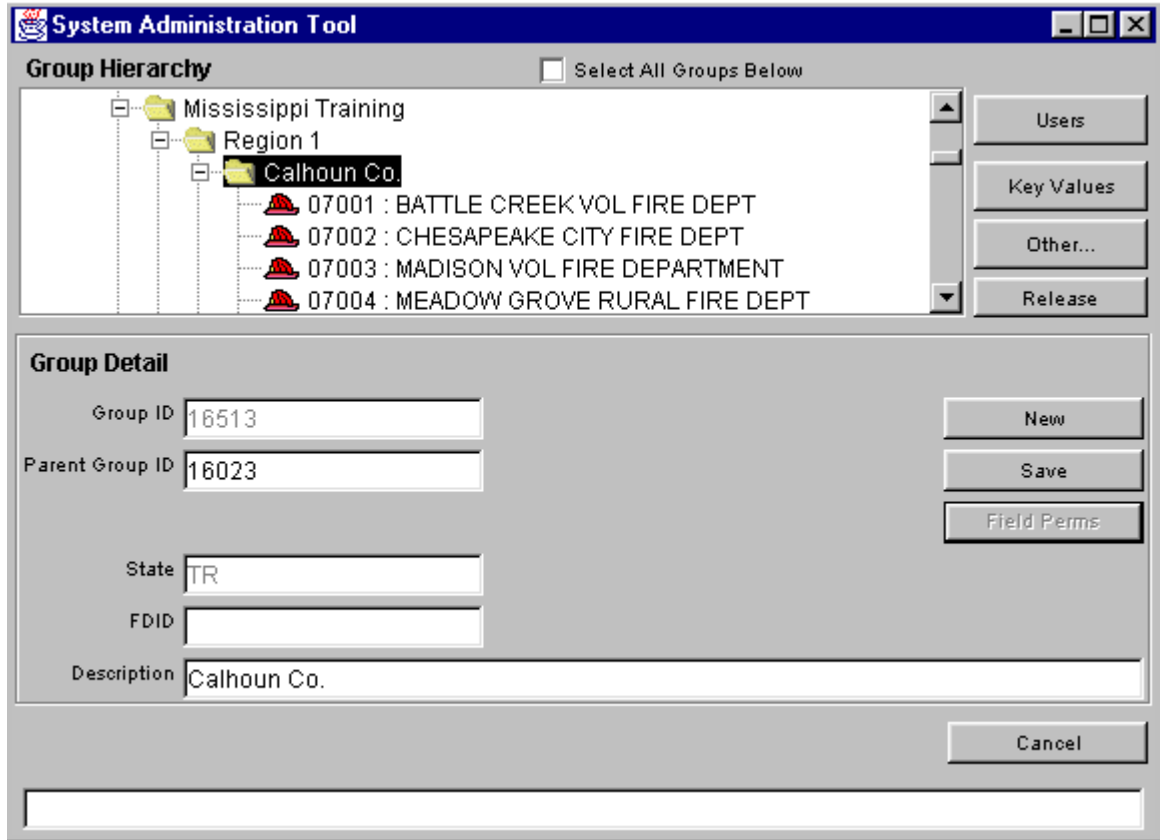 System Administration Tool
Group Hierarchy
Select All Groups Below
Mississippi Training
Region 1
Calhoun Co.
07001 : BATTLE CREEK VOL FIRE DEPT
07002 : CHESAPEAKE CITY FIRE DEPT
07003 : MADISON VOL FIRE DEPARTMENT
07004 : MEADOW GROVE RURAL FIRE DEPT
Users
Key Values
Other...
Release
Group Detail
Group ID 16513
Parent Group ID 16023
State TR
FDID
Description Calhoun Co.
New
Save
Field Perms
Cancel